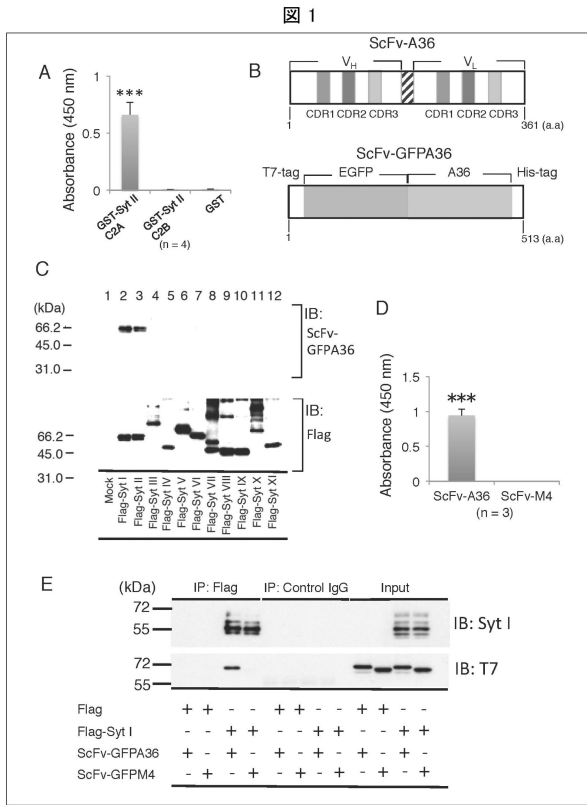 図 1
A
Absorbance (450 nm)
1
0.5
0
***
GST-Syt II C2A
GST-Syt II C2B
GST
(n = 4)
B
ScFv-A36
VH
VL
CDR1 CDR2 CDR3
CDR1 CDR2 CDR3
1
361 (a.a)
ScFv-GFPA36
T7-tag
EGFP
A36
His-tag
1
513 (a.a)
C
1 2 3 4 5 6 7 8 9 10 11 12
(kDa)
66.2
45.0
31.0
IB:
ScFv-
GFPA36
66.2
45.0
31.0
IB:
Flag
Mock
Flag-Syt I
Flag-Syt II
Flag-Syt III
Flag-Syt IV
Flag-Syt V
Flag-Syt VI
Flag-Syt VII
Flag-Syt VIII
Flag-Syt IX
Flag-Syt X
Flag-Syt XI
D
Absorbance (450 nm)
1.5
1
0.5
0
***
ScFv-A36 ScFv-M4
(n = 3)
E
(kDa)
IP: Flag
IP: Control IgG
Input
72
55
IB: Syt I
72
55
IB: T7
Flag + + - - + + - - + + - -
Flag-Syt I - - + + - - + + - - + +
ScFv-GFPA36 + - + - + - + - + - + -
ScFv-GFPM4 - + - + - + - + - + - +